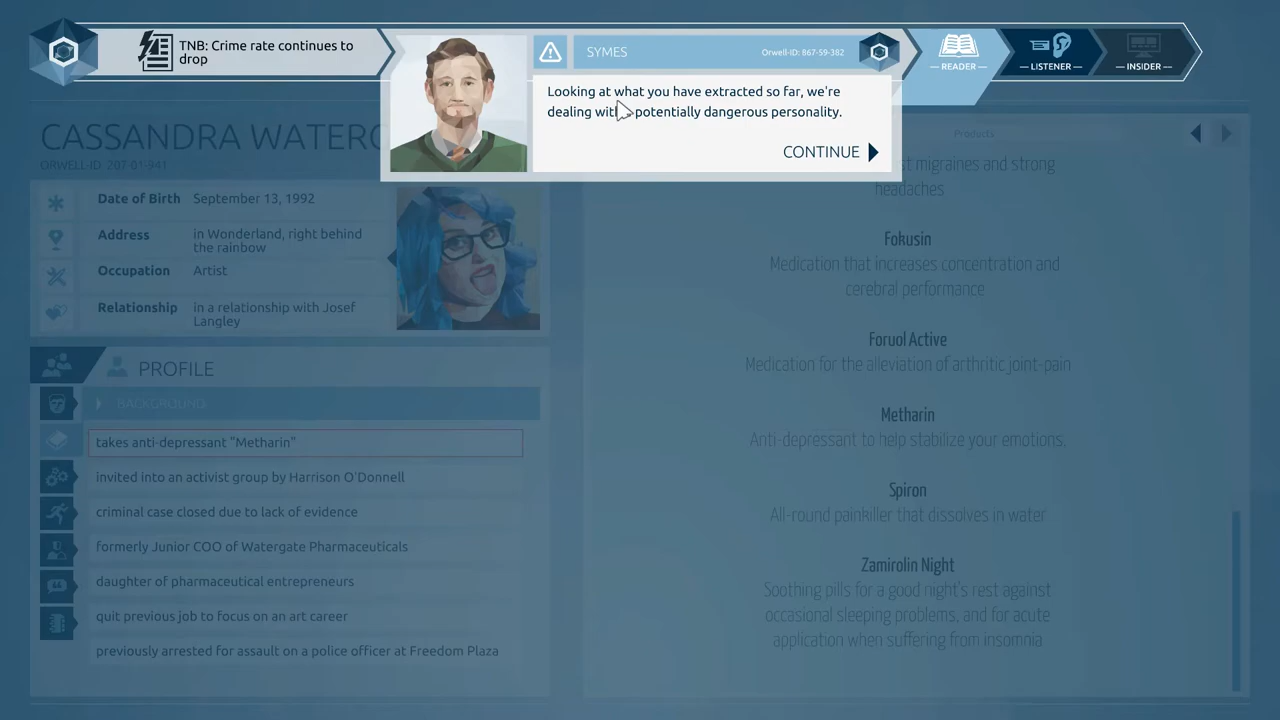 TNB: Crime rate continues to
drop
SYMES
Orwell-ID: 867-59-382
Looking at what you have extracted so far, we're
dealing with potentially dangerous personality.
CONTINUE
READER
LISTENER
INSIDER
CASSANDRA WATERG
ORWELL-ID: 207-01-941
Date of Birth September 13, 1992
Address in Wonderland, right behind
the rainbow
Occupation Artist
Relationship in a relationship with Josef
Langley
PROFILE
BACKGROUND
takes anti-depressant "Metharin"
invited into an activist group by Harrison O'Donnell
criminal case closed due to lack of evidence
formerly Junior COO of Watergate Pharmaceuticals
daughter of pharmaceutical entrepreneurs
quit previous job to focus on an art career
previously arrested for assault on a police officer at Freedom Plaza
Products
migraines and strong
headaches
Fokusin
Medication that increases concentration and
cerebral performance
Foruol Active
Medication for the alleviation of arthritic joint-pain
Metharin
Anti-depressant to help stabilize your emotions.
Spiron
All-round painkiller that dissolves in water
Zamirolin Night
Soothing pills for a good night's rest against
occasional sleeping problems, and for acute
application when suffering from insomnia